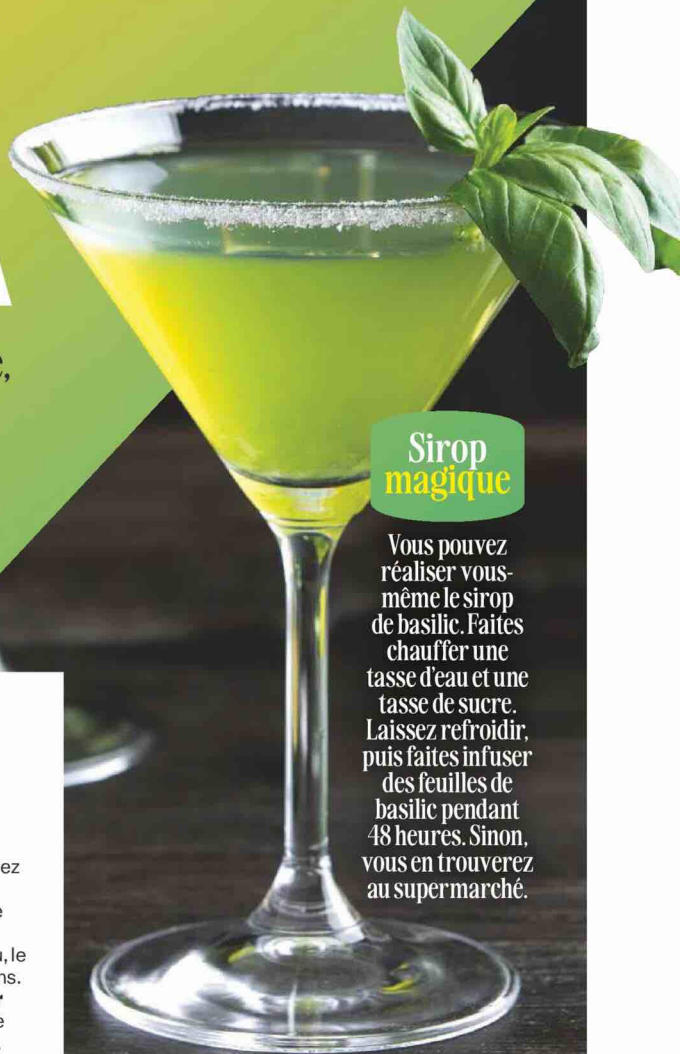 Sirop
magique
Vous pouvez
réaliser vous-
même le sirop
de basilic. Faites
chauffer une
tasse d'eau et une
tasse de sucre.
Laissez refroidir,
puis faites infuser
des feuilles de
basilic pendant
48 heures. Sinon,
vous en trouverez
au supermarché.